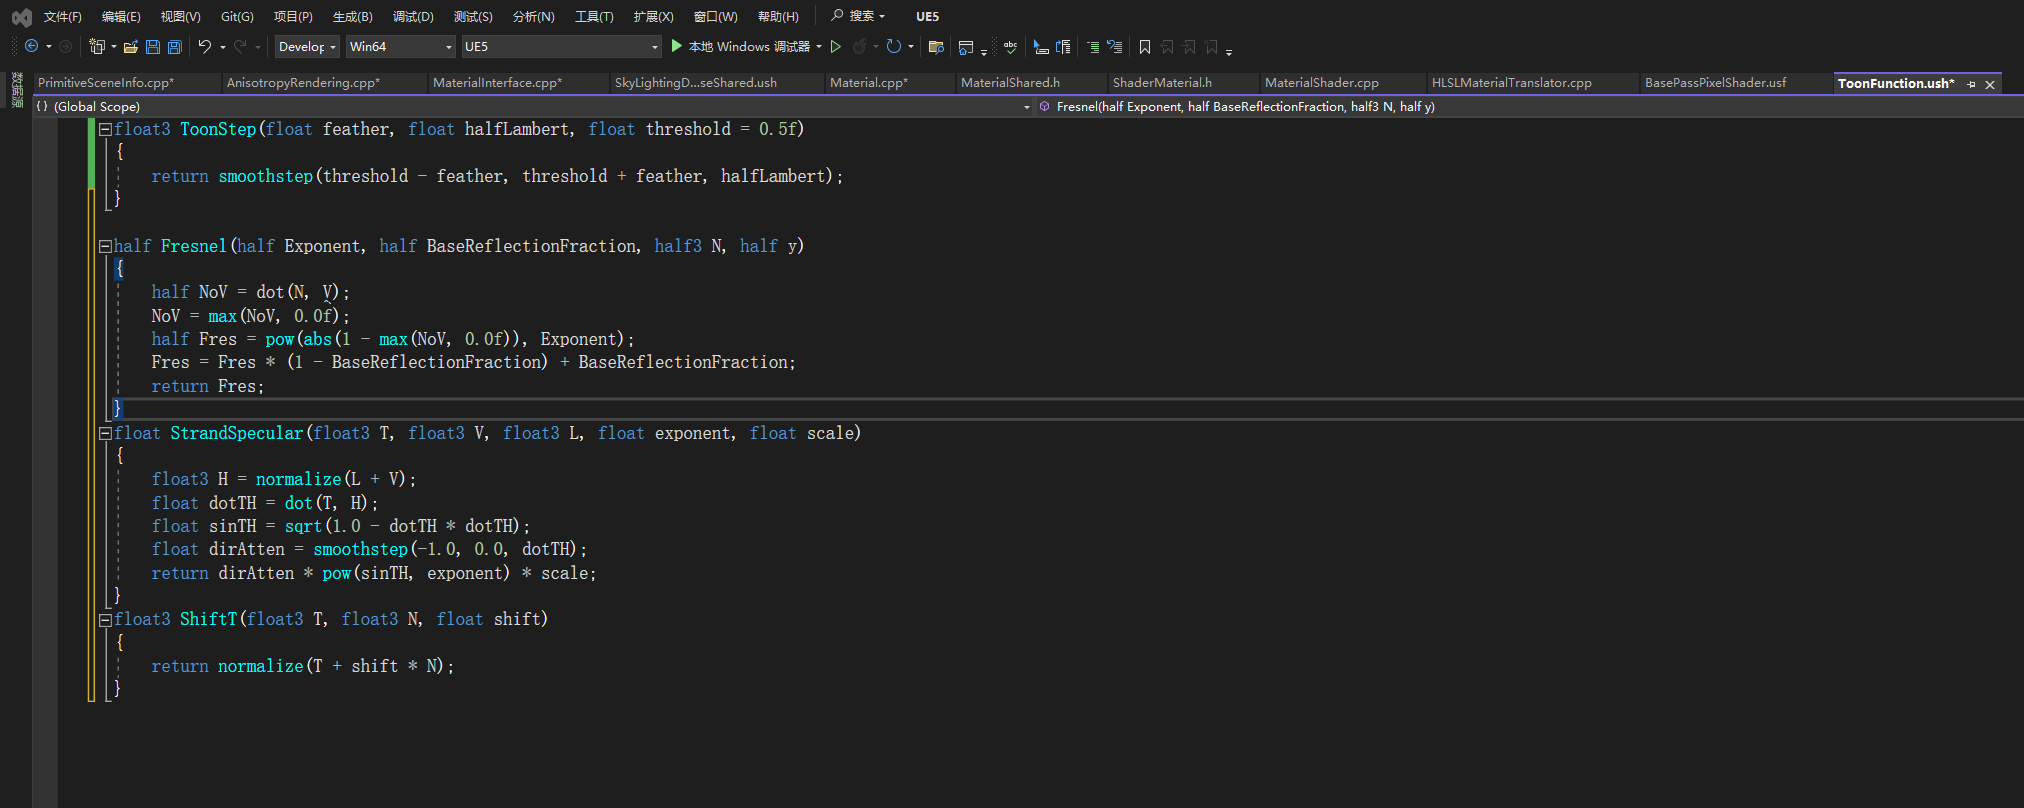 文件(F) 编辑(E) 视图(V) Git(G) 项目(P) 生成(B) 调试(D) 测试(S) 分析(N) 工具(T) 扩展(X) 窗口(W) 帮助(H) 搜索 UE5
Develop Win64 UE5 本地 Windows 调试器
数据源
PrimitiveSceneInfo.cpp* AnisotropyRendering.cpp* MaterialInterface.cpp* SkyLightingD...seShared.ush Material.cpp* MaterialShared.h ShaderMaterial.h MaterialShader.cpp HLSLMaterialTranslator.cpp BasePassPixelShader.usf ToonFunction.ush*
{} (Global Scope) Fresnel(half Exponent, half BaseReflectionFraction, half3 N, half y)
float3 ToonStep(float feather, float halfLambert, float threshold = 0.5f)
{
return smoothstep(threshold - feather, threshold + feather, halfLambert);
}
half Fresnel(half Exponent, half BaseReflectionFraction, half3 N, half y)
{
half NoV = dot(N, V);
NoV = max(NoV, 0.0f);
half Fres = pow(abs(1 - max(NoV, 0.0f)), Exponent);
Fres = Fres * (1 - BaseReflectionFraction) + BaseReflectionFraction;
return Fres;
}
float StrandSpecular(float3 T, float3 V, float3 L, float exponent, float scale)
{
float3 H = normalize(L + V);
float dotTH = dot(T, H);
float sinTH = sqrt(1.0 - dotTH * dotTH);
float dirAtten = smoothstep(-1.0, 0.0, dotTH);
return dirAtten * pow(sinTH, exponent) * scale;
}
float3 ShiftT(float3 T, float3 N, float shift)
{
return normalize(T + shift * N);
}